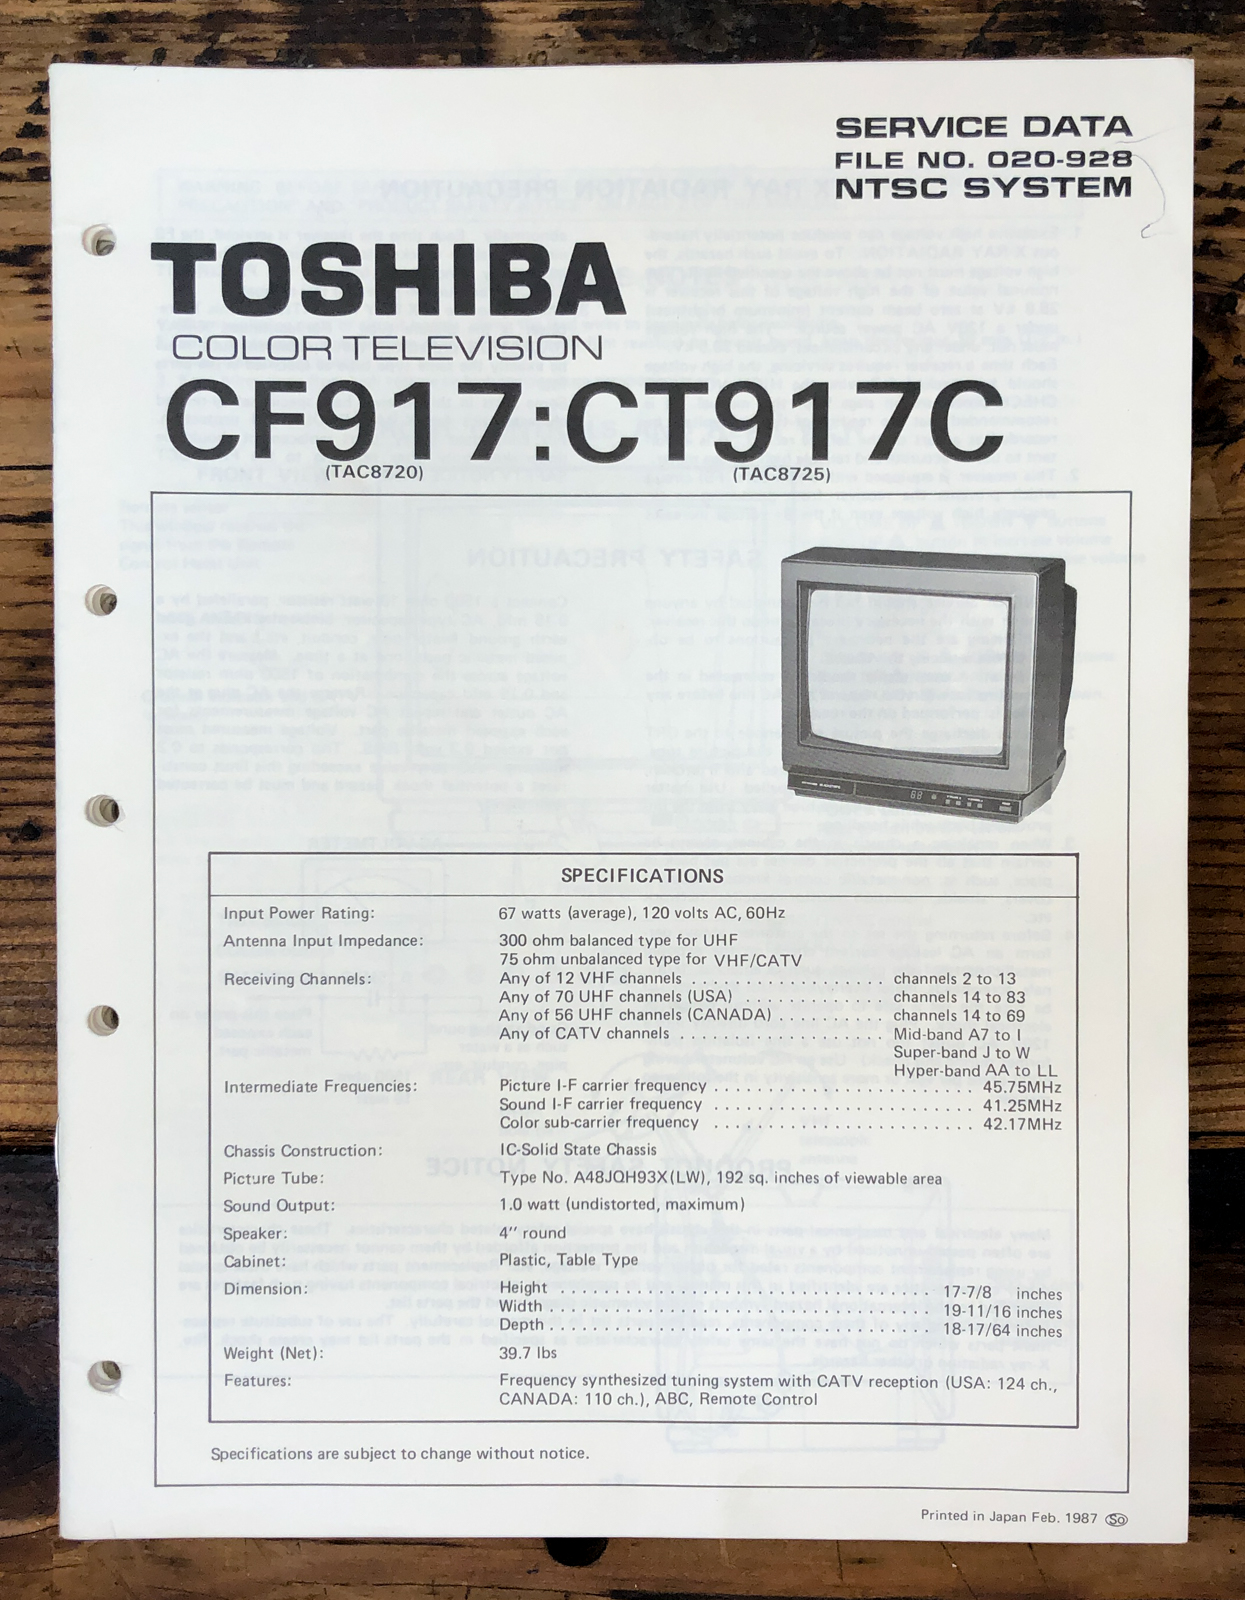 SERVICE DATA
FILE NO. 020-928
NTSC SYSTEM
TOSHIBA
COLOR TELEVISION
CF917:CT917C
(TAC8720) (TAC8725)
SPECIFICATIONS
Input Power Rating: 67 watts (average), 120 volts AC, 60Hz
Antenna Input Impedance: 300 ohm balanced type for UHF
75 ohm unbalanced type for VHF/CATV
Receiving Channels: Any of 12 VHF channels . . . . . . . . . . . . . . . . . . channels 2 to 13
Any of 70 UHF channels (USA) . . . . . . . . . . . . . channels 14 to 83
Any of 56 UHF channels (CANADA) . . . . . . . . . . channels 14 to 69
Any of CATV channels . . . . . . . . . . . . . . . . . . . . Mid-band A7 to I
Super-band J to W
Hyper-band AA to LL
Intermediate Frequencies: Picture I-F carrier frequency . . . . . . . . . . . . . . . . . . . . . . . . 45.75MHz
Sound I-F carrier frequency . . . . . . . . . . . . . . . . . . . . . . . . 41.25MHz
Color sub-carrier frequency . . . . . . . . . . . . . . . . . . . . . . . . 42.17MHz
Chassis Construction: IC-Solid State Chassis
Picture Tube: Type No. A48JQH93X(LW), 192 sq. inches of viewable area
Sound Output: 1.0 watt (undistorted, maximum)
Speaker: 4’’ round
Cabinet: Plastic, Table Type
Dimension: Height . . . . . . . . . . . . . . . . . . . . . . . . . . . . . . . . . . 17-7/8 inches
Width . . . . . . . . . . . . . . . . . . . . . . . . . . . . . . . . . . . 19-11/16 inches
Depth . . . . . . . . . . . . . . . . . . . . . . . . . . . . . . . . . . . 18-17/64 inches
Weight (Net): 39.7 lbs
Features: Frequency synthesized tuning system with CATV reception (USA: 124 ch.,
CANADA: 110 ch.), ABC, Remote Control
Specifications are subject to change without notice.
Printed in Japan Feb. 1987 So